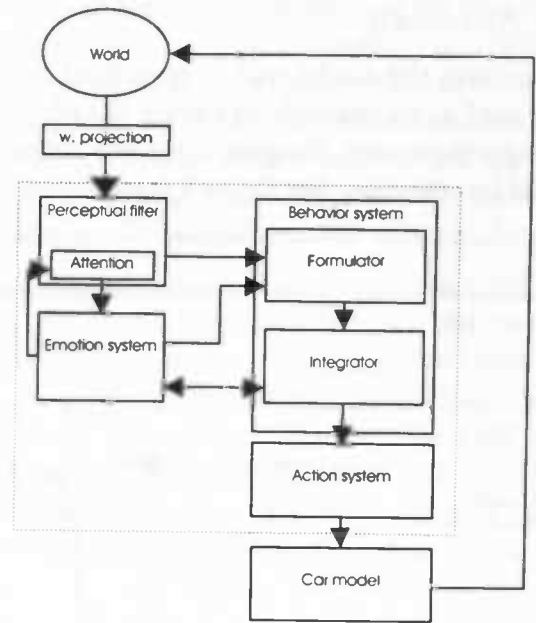 World
w. projection
Perceptual filter
Attention
Emotion system
Behavior system
Formulator
Integrator
Action system
Car model